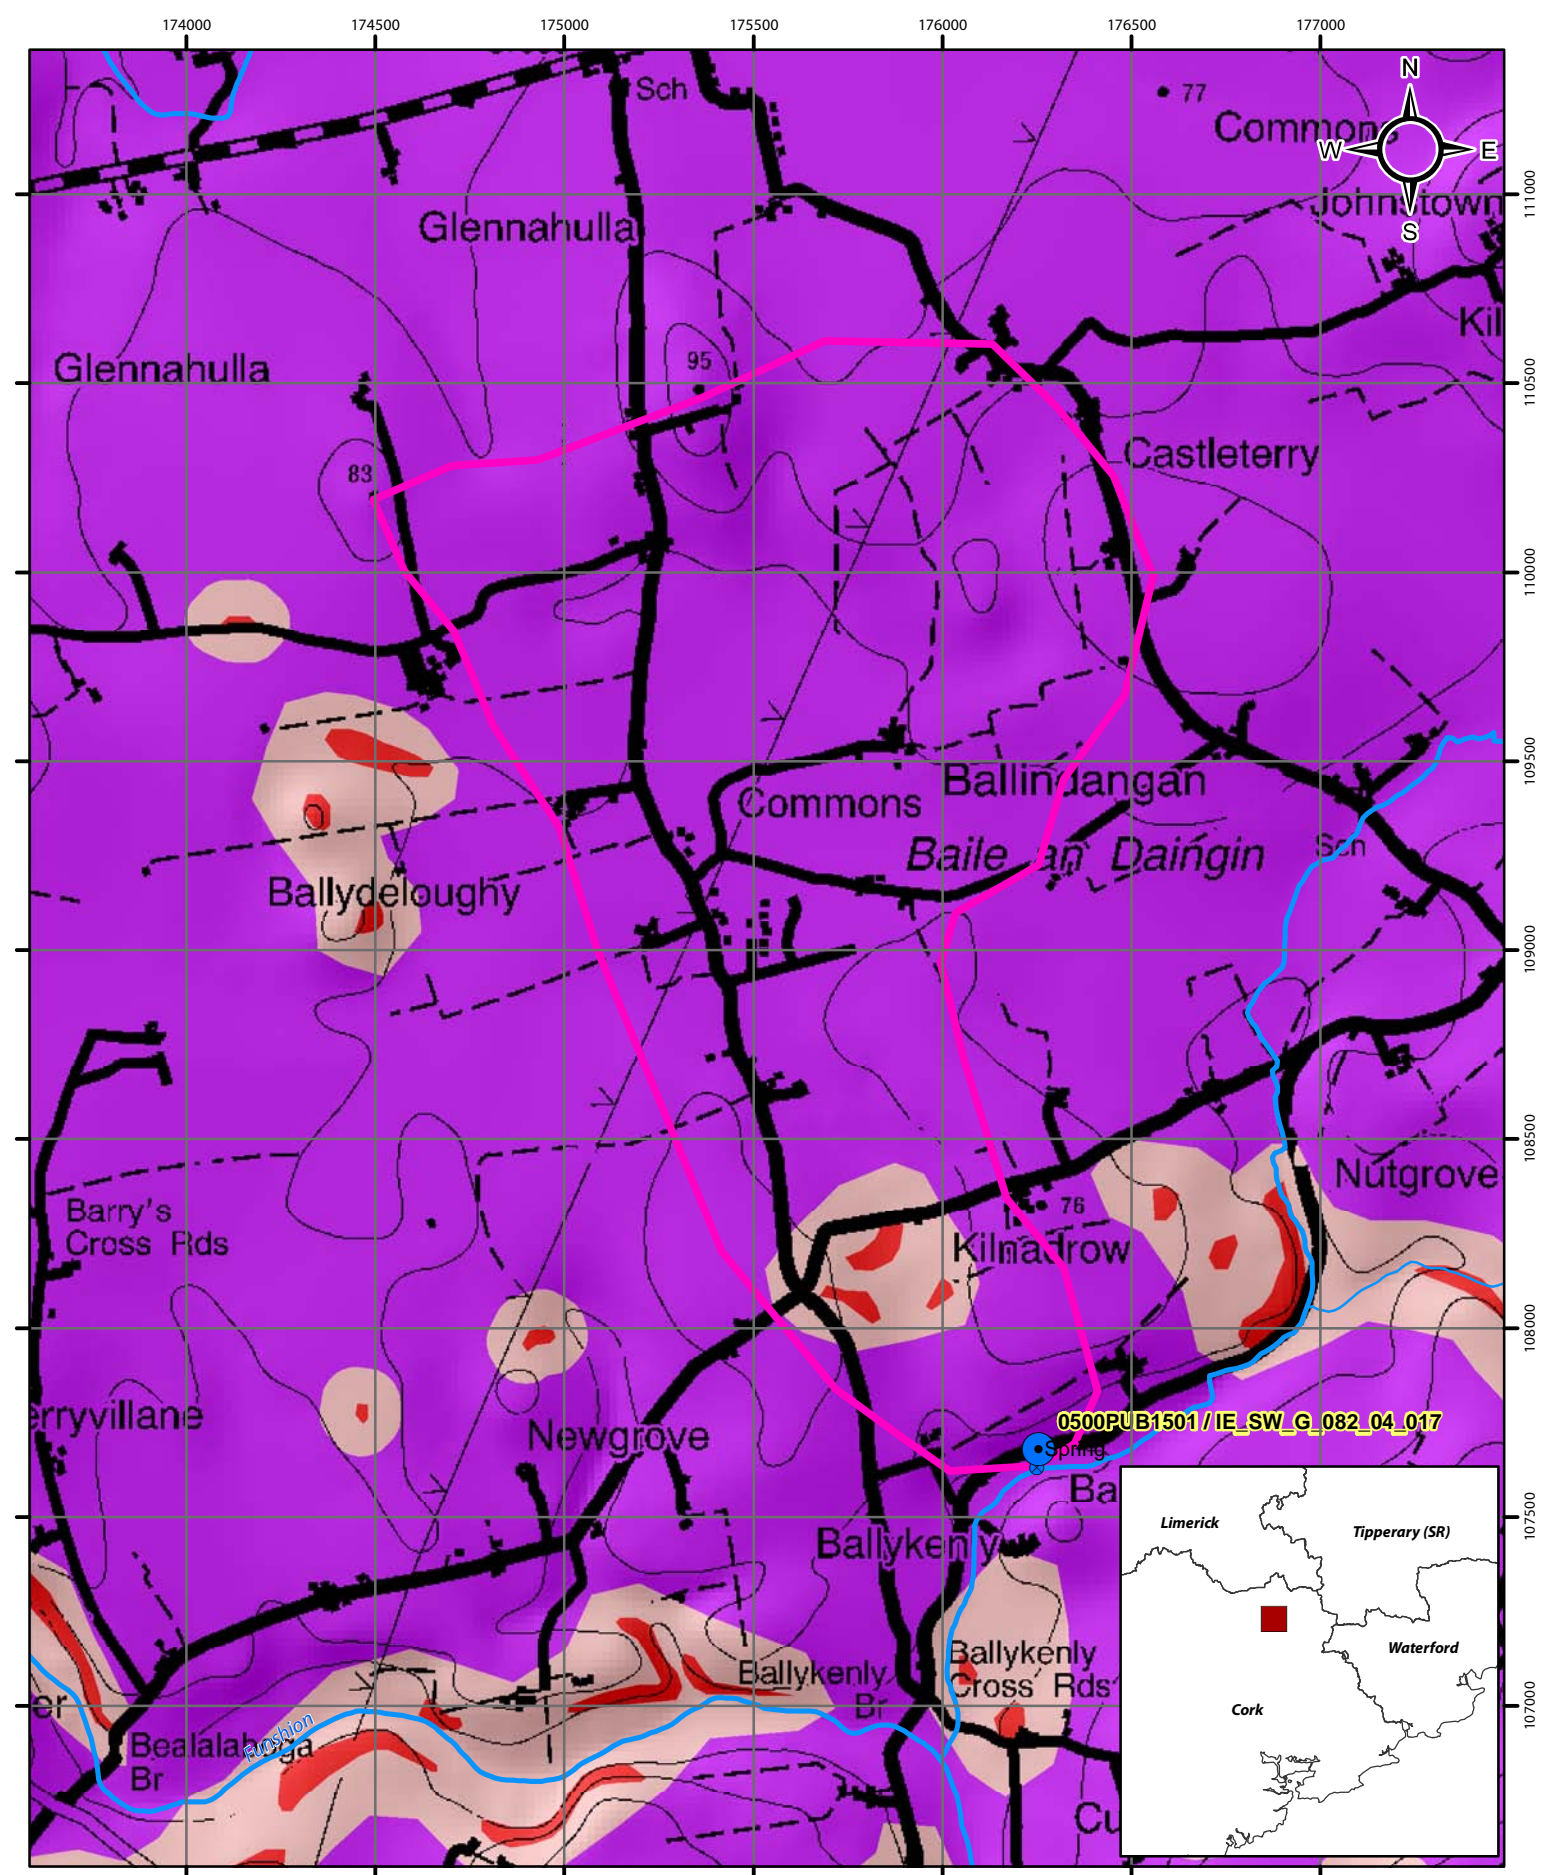 174000 174500 175000 175500 176000 176500 177000
N
Sch
77
Commons
W E
S
111000
Johnstown
Glennahulla
Kil
95
Glennahulla
110500
83
Castleterry
110000
109500
Ballindangan
Commons
Baile an Daingin
Sch
Ballydeloughy
109000
108500
Nutgrove
76
Barry's
Cross Rds
Kilnadrow
108000
erryvillane
0500PUB1501 / IE_SW_G_082_04_017
Newgrove
Spring
Ba
107500
Limerick
Tipperary (SR)
Ballykenly
Waterford
Ballykenly
Cross Rds
Ballykenly
Br
er
107000
Cork
Funshion
Bealalahoga
Br
Cu